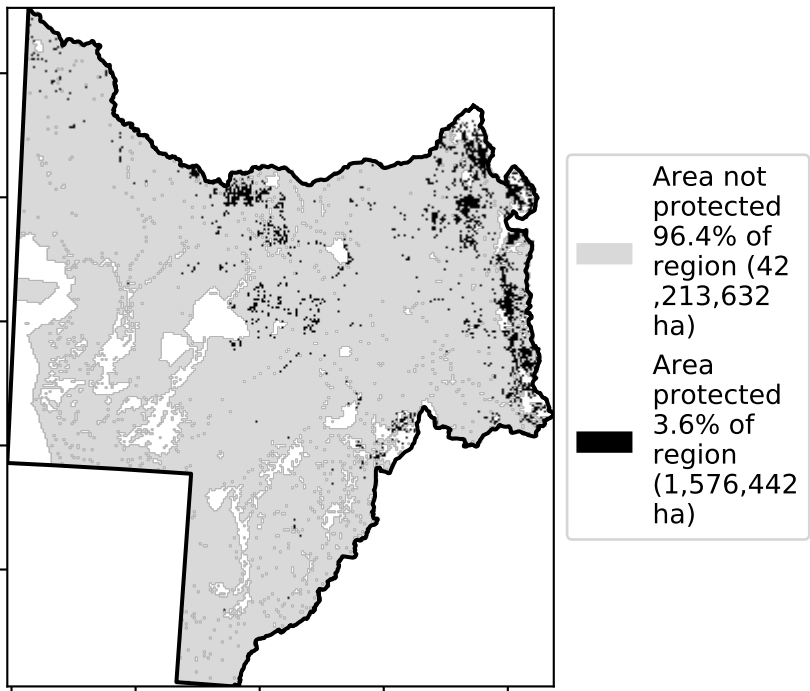 Area not
protected
96.4% of
region (42
,213,632
ha)
Area
protected
3.6% of
region
(1,576,442
ha)